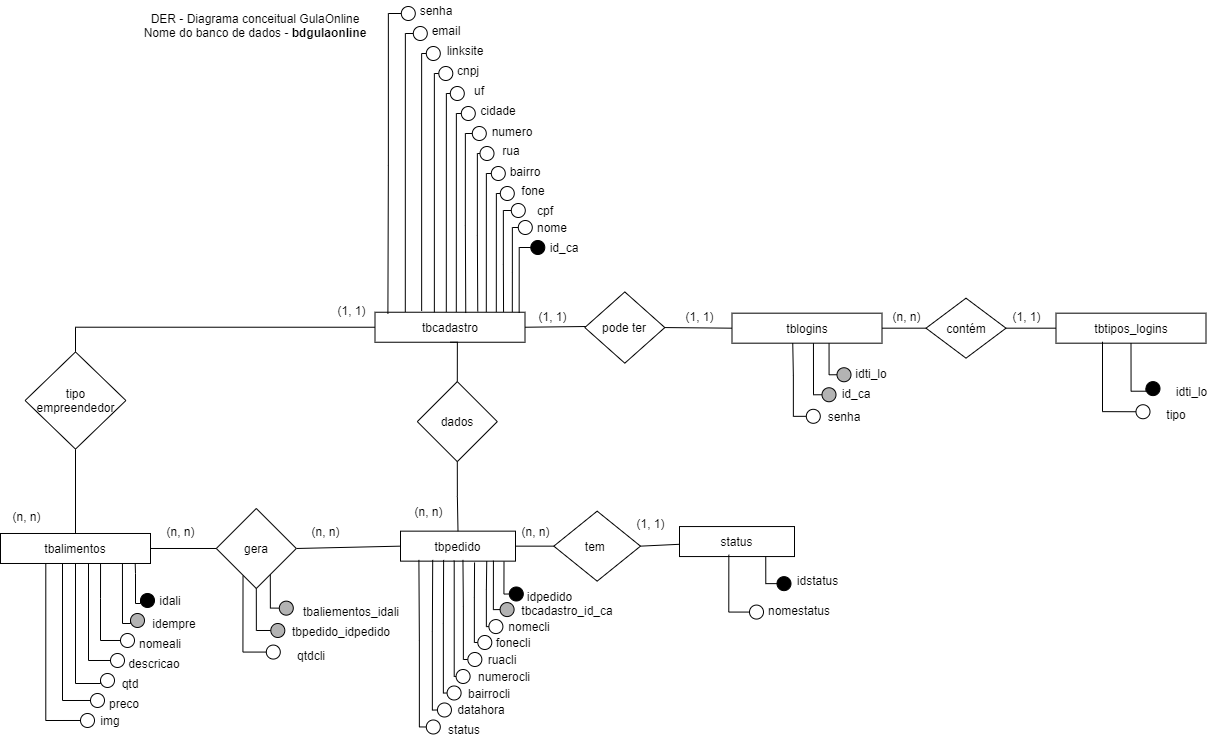 DER - Diagrama conceitual GulaOnline
Nome do banco de dados - bdgulaonline
senha
email
linksite
cnpj
uf
cidade
numero
rua
bairro
fone
cpf
nome
id_ca
(1, 1)
tbcadastro
(1, 1)
pode ter
(1, 1)
tblogins
(n, n)
contém
(1, 1)
tbtipos_logins
idti_lo
id_ca
senha
idti_lo
tipo
tipo
empreendedor
dados
(n, n)
tbalimentos
(n, n)
gera
(n, n)
(n, n)
tbpedido
(n, n)
tem
(1, 1)
status
idali
idempre
nomeali
descricao
qtd
preco
img
tbaliementos_idali
tbpedido_idpedido
qtdcli
idpedido
tbcadastro_id_ca
nomecli
fonecli
ruacli
numerocli
bairrocli
datahora
status
idstatus
nomestatus